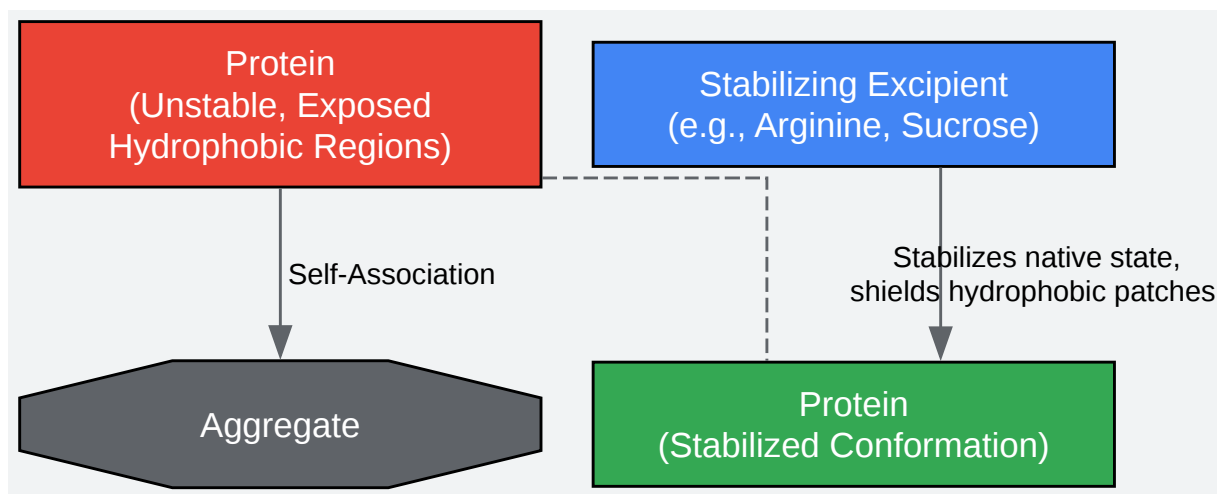 Protein
(Unstable, Exposed
Hydrophobic Regions)
Stabilizing Excipient
(e.g., Arginine, Sucrose)
Self-Association
Stabilizes native state,
shields hydrophobic patches
Aggregate
Protein
(Stabilized Conformation)